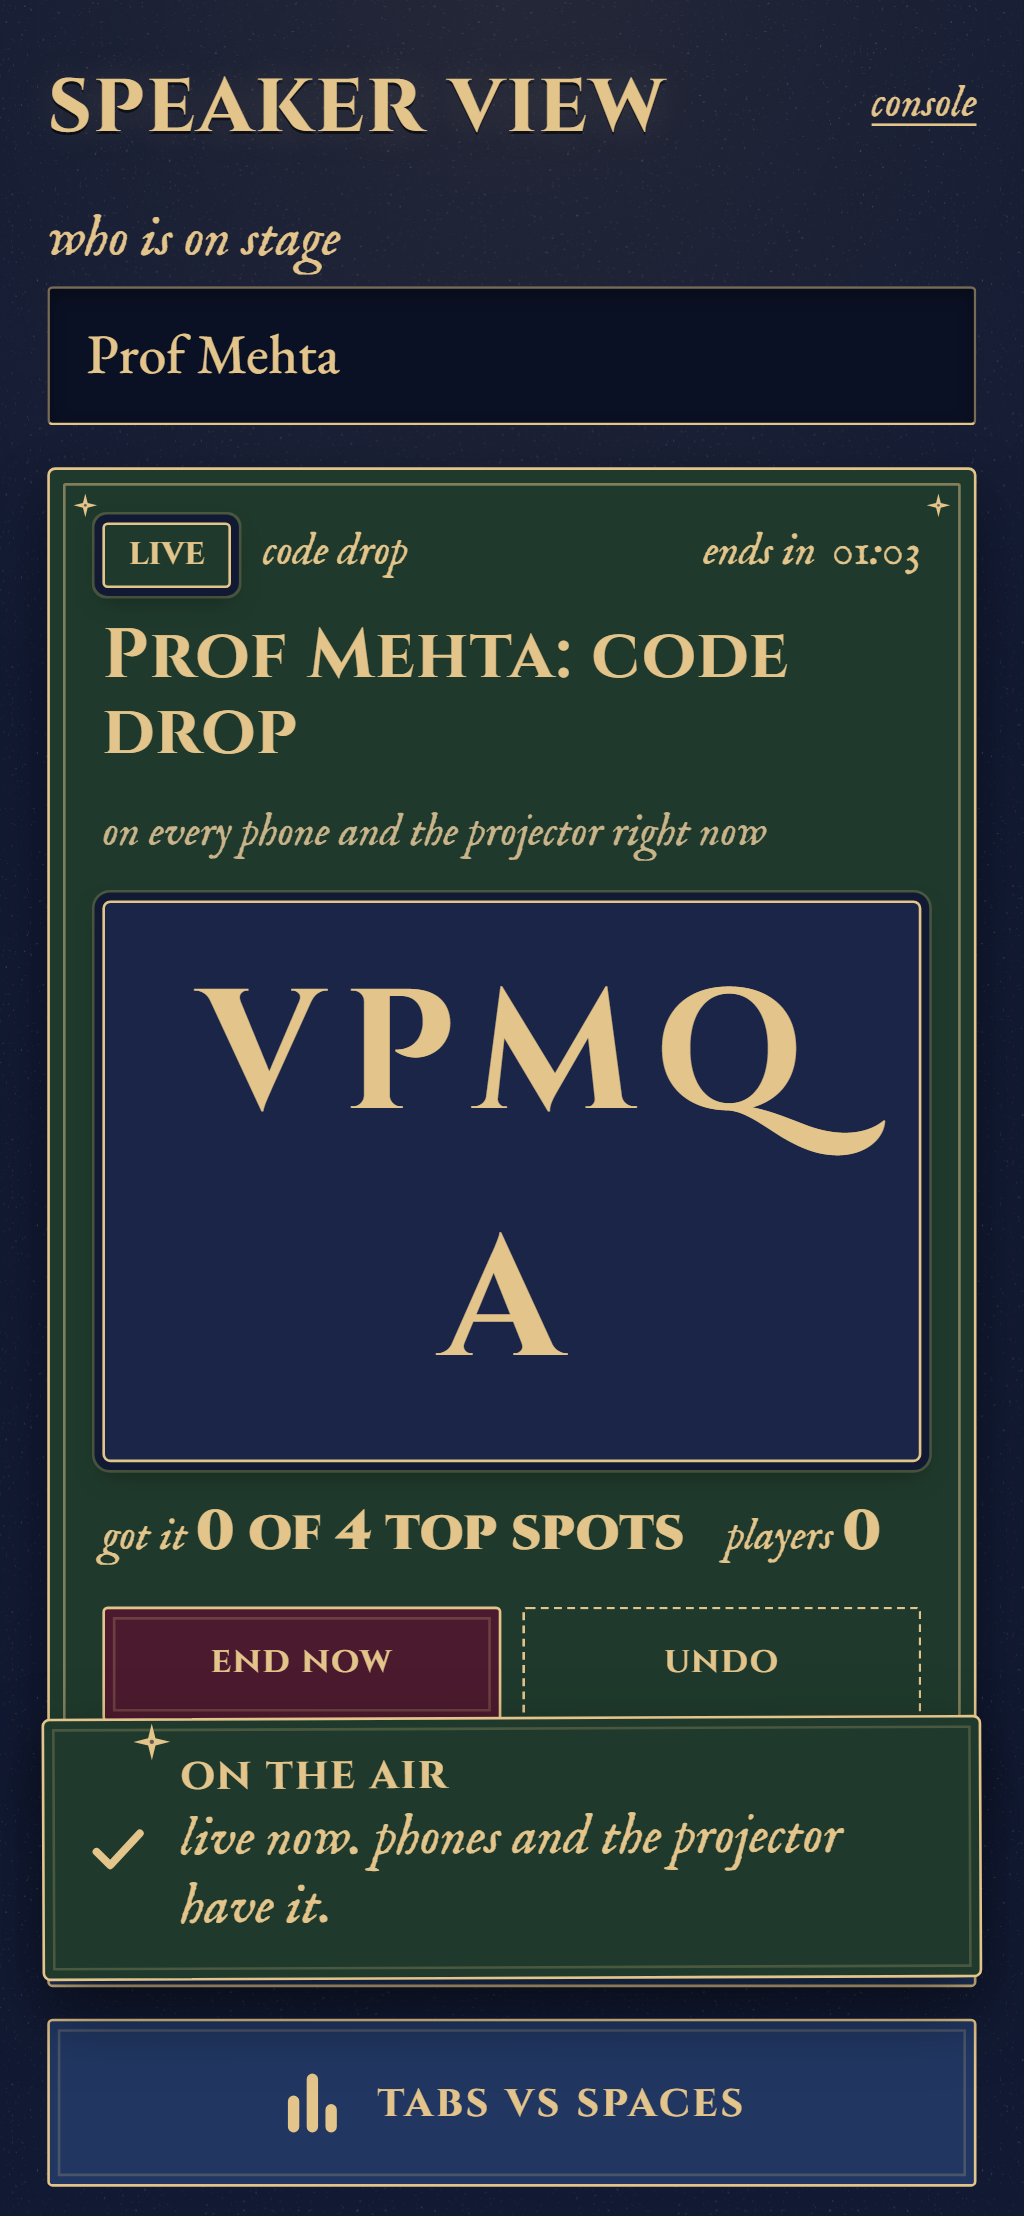 SPEAKER VIEW
console
who is on stage
Prof Mehta
LIVE code drop ends in 01:03
PROF MEHTA: CODE
DROP
on every phone and the projector right now
VPMQ
A
got it 0 OF 4 TOP SPOTS players 0
END NOW UNDO
ON THE AIR
live now. phones and the projector
have it.
TABS VS SPACES